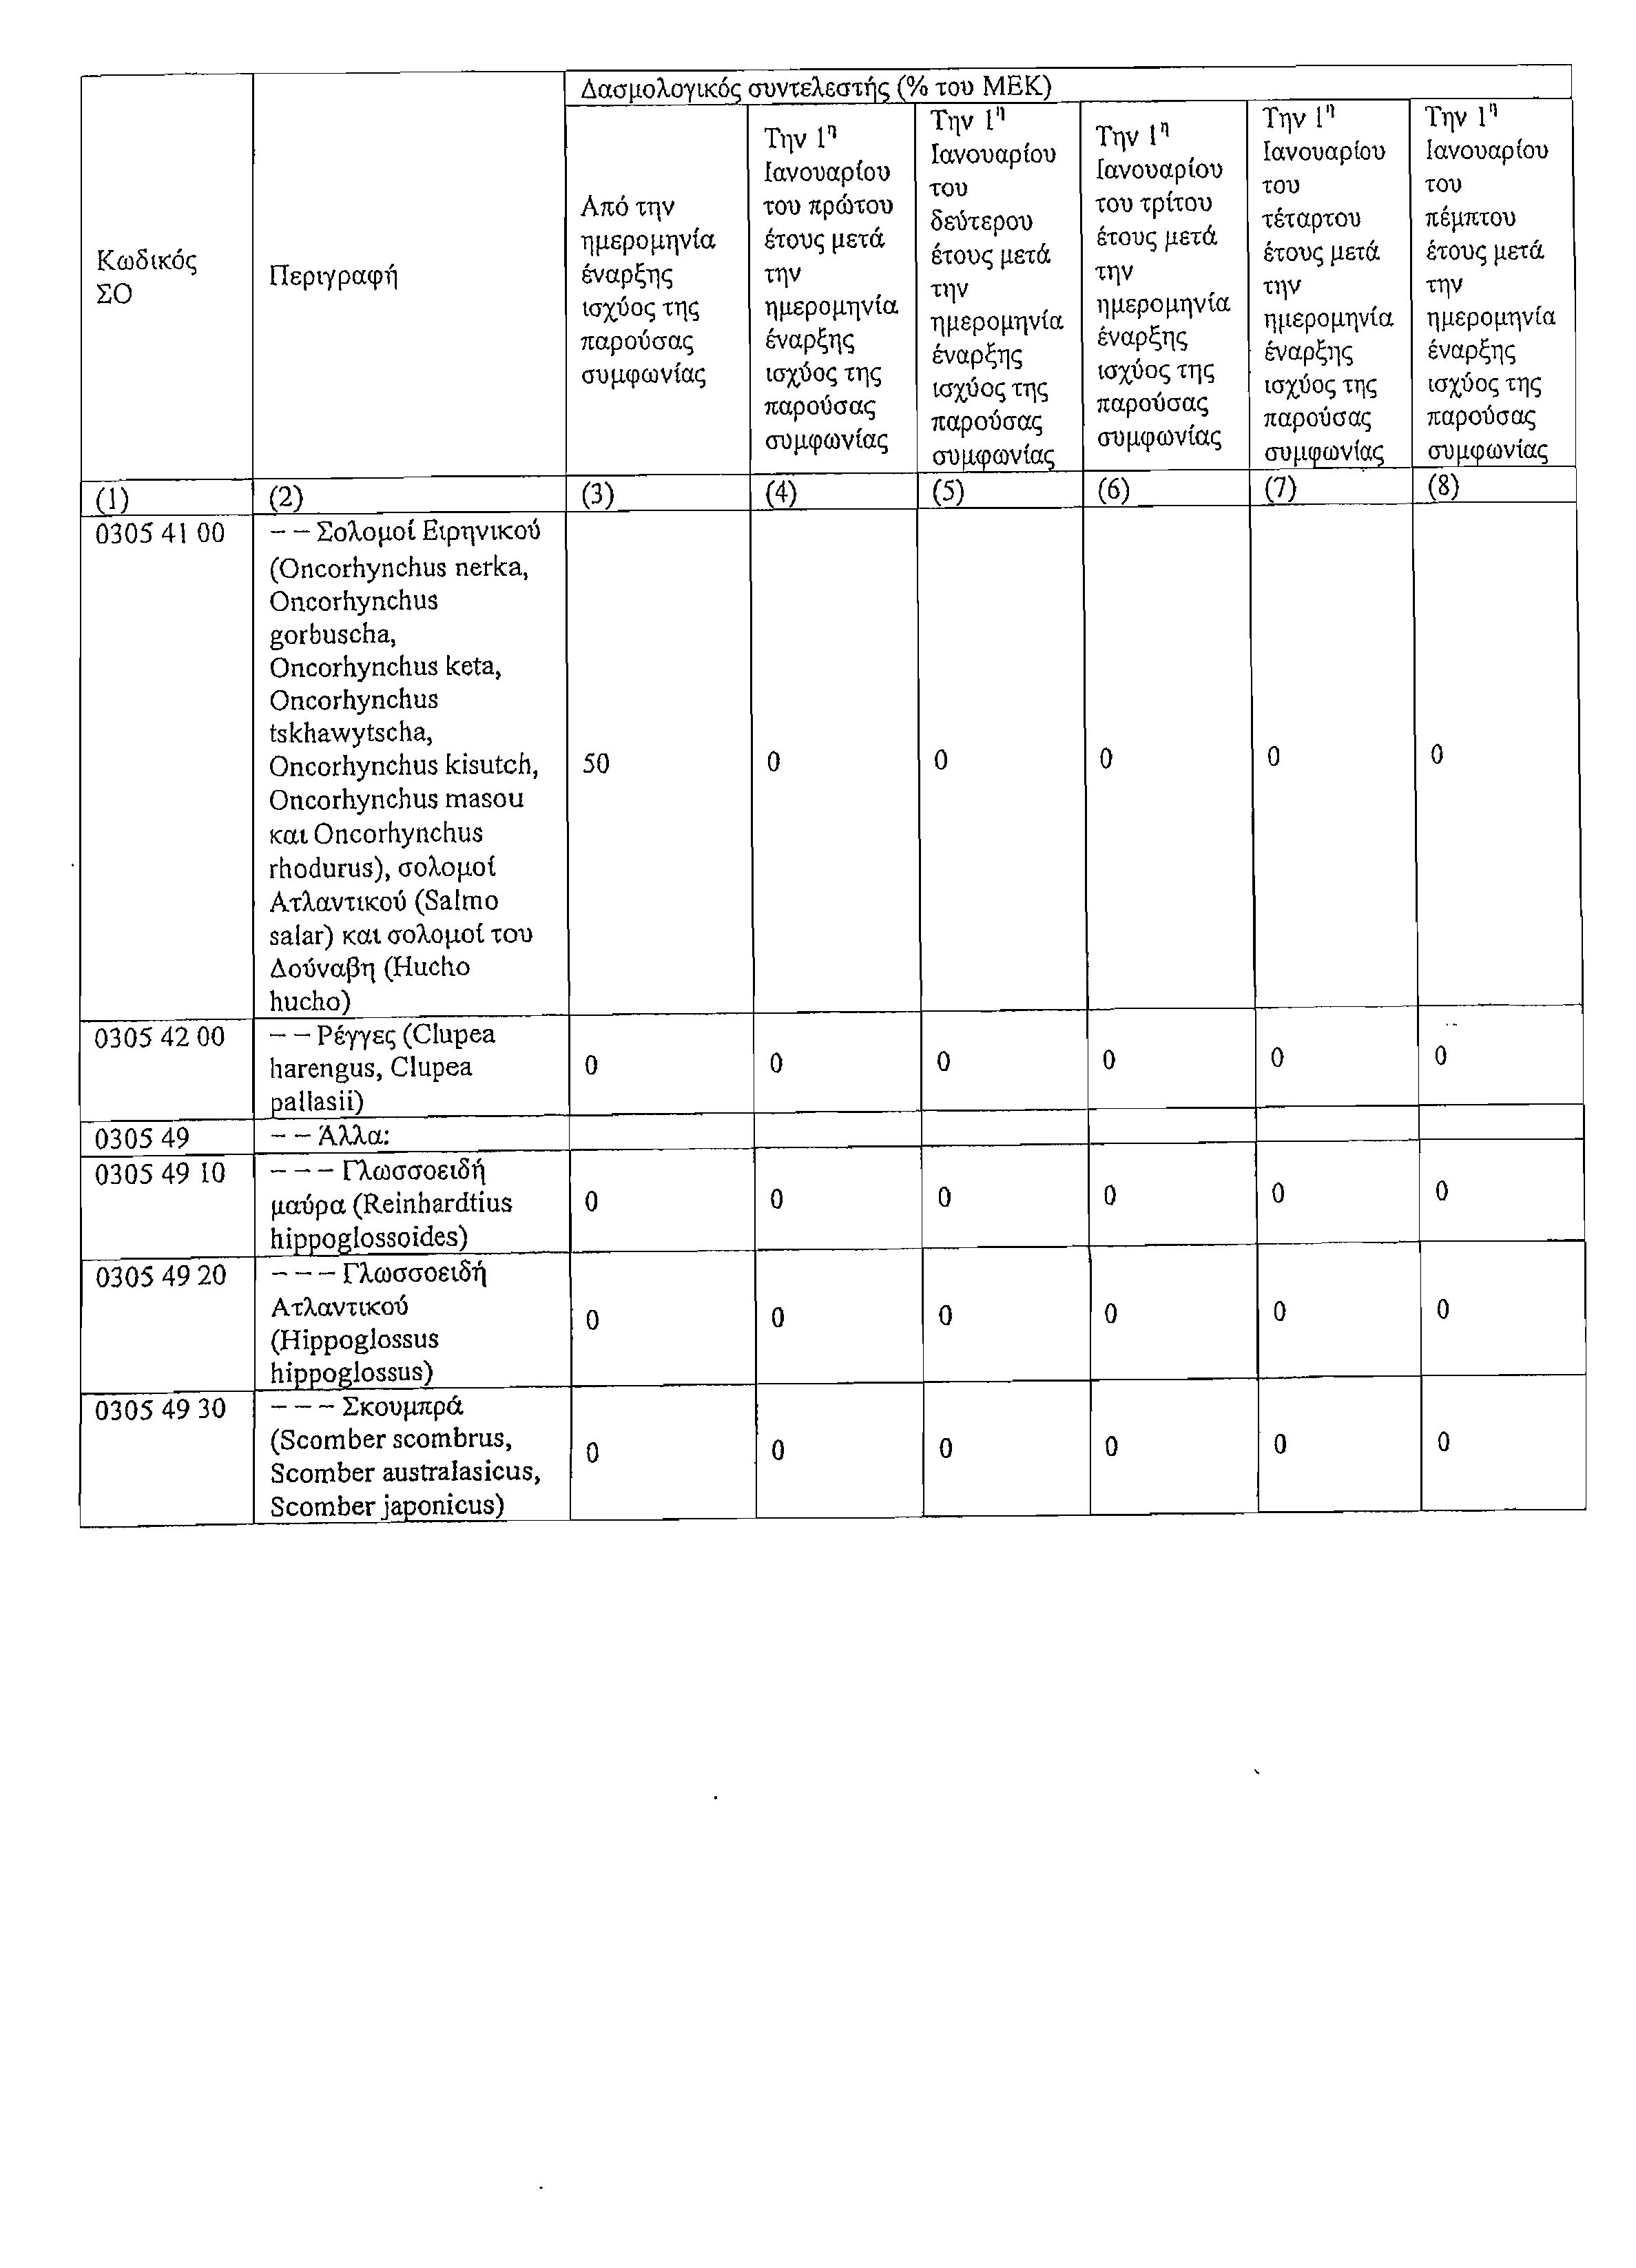 Δασμολογικός συντελεστής (% του ΜΕΚ)
Κωδικός
ΣΟ
Περιγραφή
Από την
ημερομηνία
έναρξης
ισχύος της
παρούσας
συμφωνίας
Την 1η
Ιανουαρίου
του πρώτου
έτους μετά
την
ημερομηνία
έναρξης
ισχύος της
παρούσας
συμφωνίας
Την 1η
Ιανουαρίου
του
δεύτερου
έτους μετά
την
ημερομηνία
έναρξης
ισχύος της
παρούσας
συμφωνίας
Την 1η
Ιανουαρίου
του τρίτου
έτους μετά
την
ημερομηνία
έναρξης
ισχύος της
παρούσας
συμφωνίας
Την 1η
Ιανουαρίου
του
τέταρτου
έτους μετά
την
ημερομηνία
έναρξης
ισχύος της
παρούσας
συμφωνίας
Την 1η
Ιανουαρίου
του
πέμπτου
έτους μετά
την
ημερομηνία
έναρξης
ισχύος της
παρούσας
συμφωνίας
(1) (2) (3) (4) (5) (6) (7) (8)
0305 41 00
– – Σολομοί Ειρηνικού
(Oncorhynchus nerka,
Oncorhynchus
gorbuscha,
Oncorhynchus keta,
Oncorhynchus
tskhawytscha,
Oncorhynchus kisutch,
Oncorhynchus masou
και Oncorhynchus
rhodurus), σολομοί
Ατλαντικού (Salmo
salar) και σολομοί του
Δούναβη (Hucho
hucho)
50 0 0 0 0 0
0305 42 00
– – Ρέγγες (Clupea
harengus, Clupea
pallasii)
0 0 0 0 0 0
0305 49 – – Άλλα:
0305 49 10
– – – Γλωσσοειδή
μαύρα (Reinhardtius
hippoglossoides)
0 0 0 0 0 0
0305 49 20
– – – Γλωσσοειδή
Ατλαντικού
(Hippoglossus
hippoglossus)
0 0 0 0 0 0
0305 49 30
– – – Σκουμπρά
(Scomber scombrus,
Scomber australasicus,
Scomber japonicus)
0 0 0 0 0 0